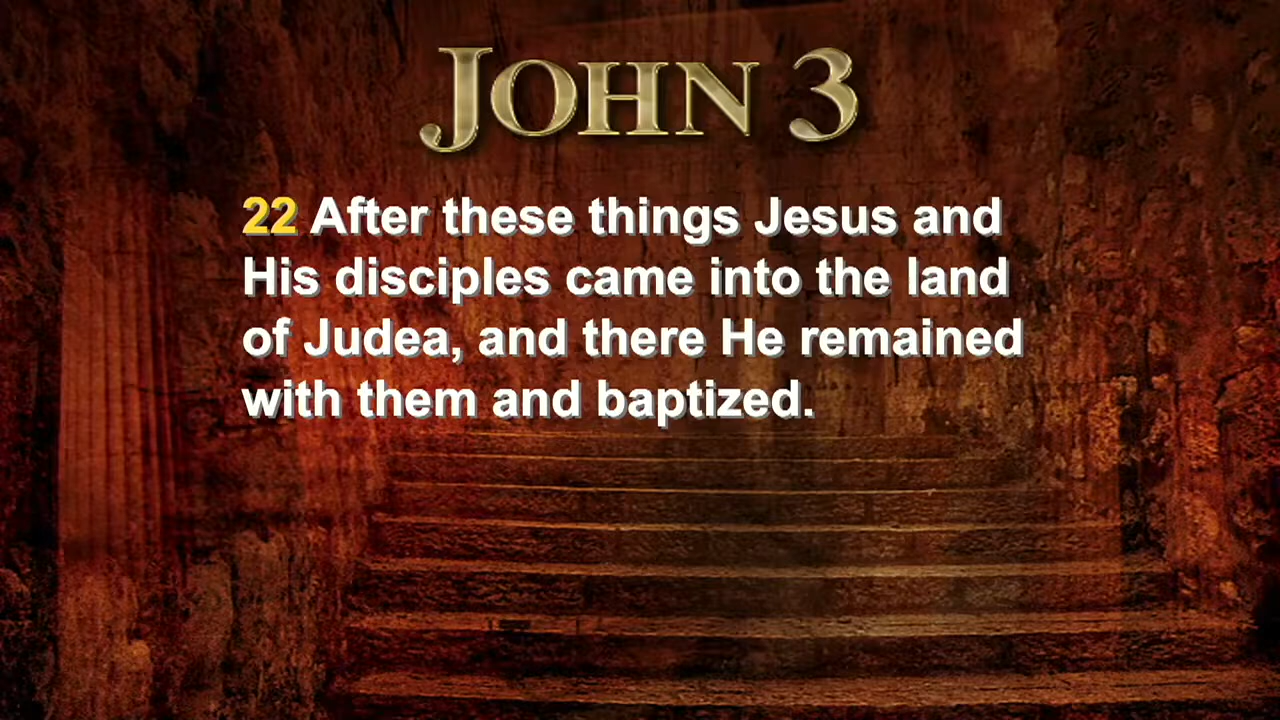 JOHN 3
22 After these things Jesus and
His disciples came into the land
of Judea, and there He remained
with them and baptized.